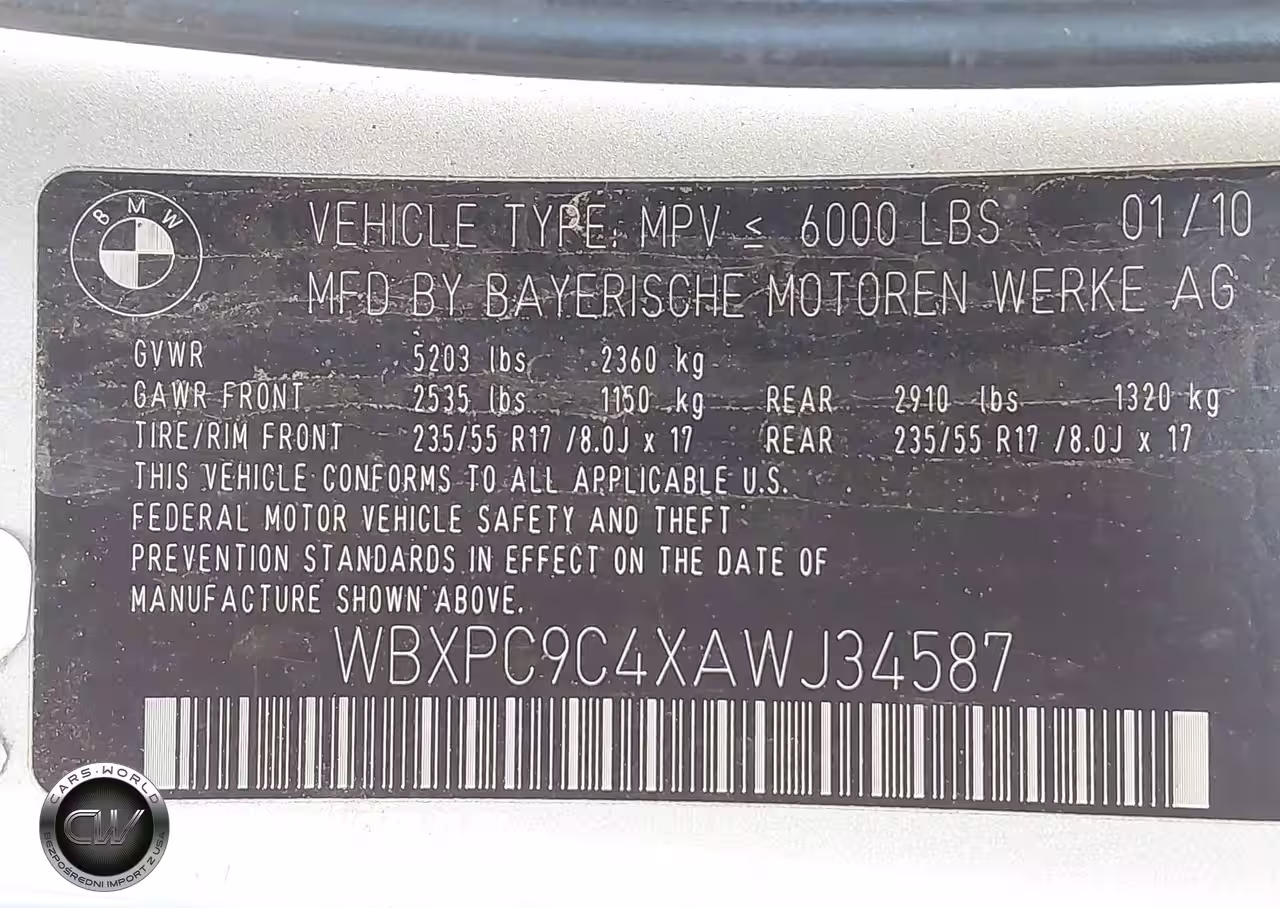 BMW
VEHICLE TYPE: MPV ≤ 6000 LBS 01/10
MFD BY BAYERISCHE MOTOREN WERKE AG
GVWR 5203 lbs 2360 kg
GAWR FRONT 2535 lbs 1150 kg REAR 2910 lbs 1320 kg
TIRE/RIM FRONT 235/55 R17 /8.0J x 17 REAR 235/55 R17 /8.0J x 17
THIS VEHICLE CONFORMS TO ALL APPLICABLE U.S.
FEDERAL MOTOR VEHICLE SAFETY AND THEFT
PREVENTION STANDARDS IN EFFECT ON THE DATE OF
MANUFACTURE SHOWN ABOVE.
WBXPC9C4XAWJ34587
CARS·WORLD
CW
BEZPOŚREDNI IMPORT Z USA